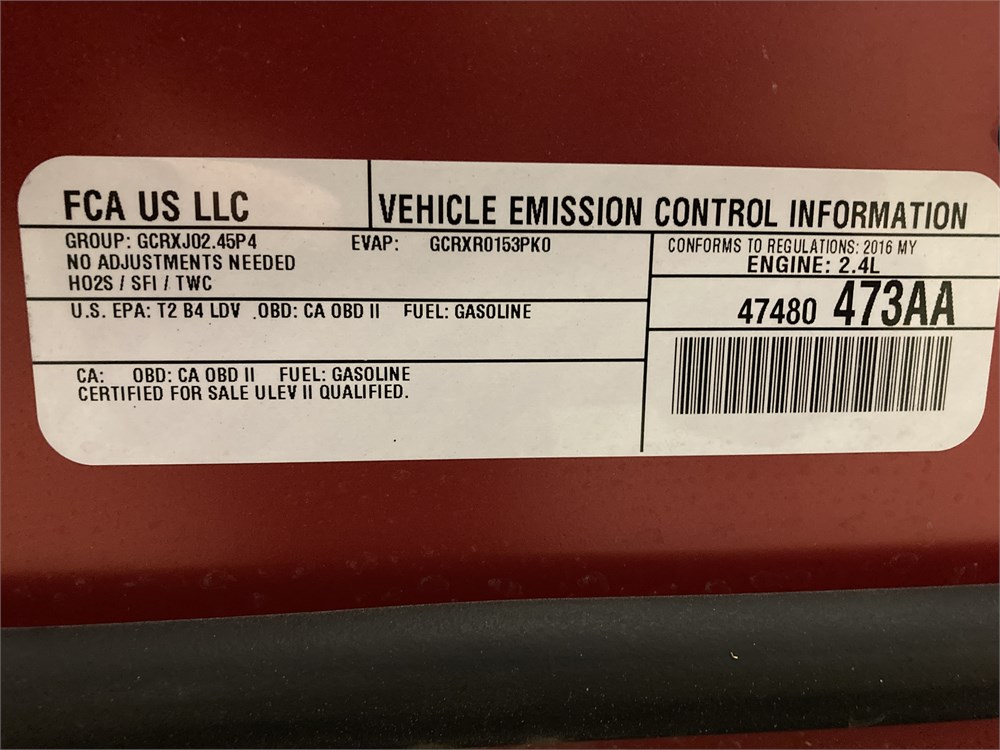 FCA US LLC
VEHICLE EMISSION CONTROL INFORMATION
GROUP: GCRXJ02.45P4 EVAP: GCRXR0153PK0
NO ADJUSTMENTS NEEDED
HO2S / SFI / TWC
CONFORMS TO REGULATIONS: 2016 MY
ENGINE: 2.4L
U.S. EPA: T2 B4 LDV OBD: CA OBD II FUEL: GASOLINE
47480 473AA
CA: OBD: CA OBD II FUEL: GASOLINE
CERTIFIED FOR SALE ULEV II QUALIFIED.